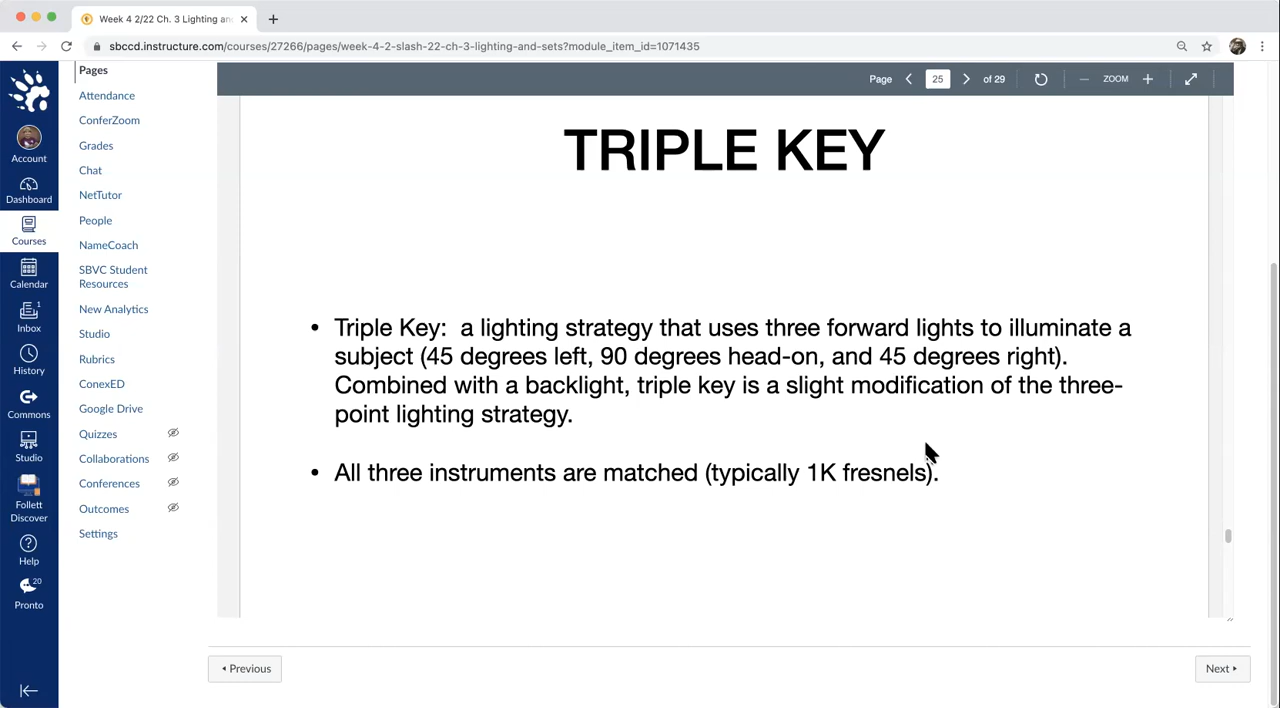 Week 4 2/22 Ch. 3 Lighting an
sbccd.instructure.com/courses/27266/pages/week-4-2-slash-22-ch-3-lighting-and-sets?module_item_id=1071435
Account
Dashboard
Courses
Calendar
1
Inbox
History
Commons
Studio
Follett
Discover
Help
20
Pronto
Pages
Attendance
ConferZoom
Grades
Chat
NetTutor
People
NameCoach
SBVC Student
Resources
New Analytics
Studio
Rubrics
ConexED
Google Drive
Quizzes
Collaborations
Conferences
Outcomes
Settings
Page 25 of 29 ZOOM
TRIPLE KEY
• Triple Key: a lighting strategy that uses three forward lights to illuminate a
subject (45 degrees left, 90 degrees head-on, and 45 degrees right).
Combined with a backlight, triple key is a slight modification of the three-
point lighting strategy.
• All three instruments are matched (typically 1K fresnels).
Previous
Next